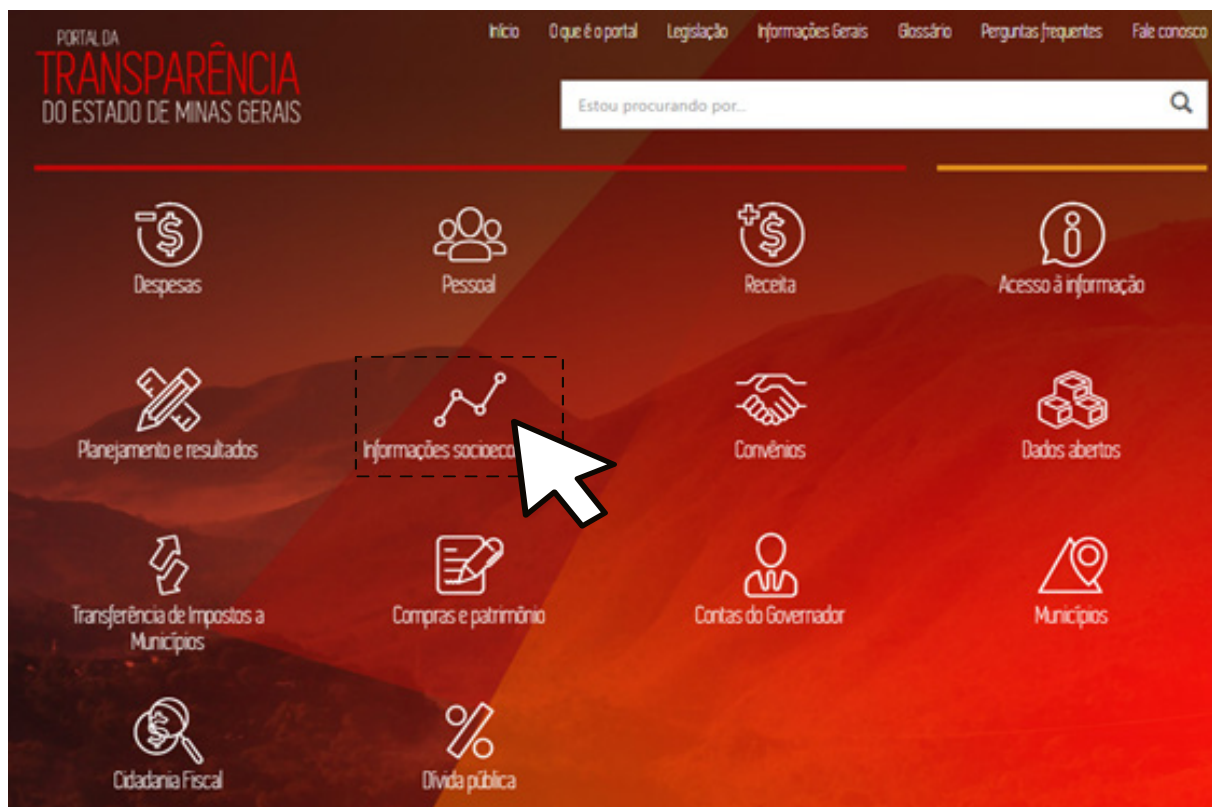 PORTAL DA
TRANSPARÊNCIA
DO ESTADO DE MINAS GERAIS
Início O que é o portal Legislação Informações Gerais Glossário Perguntas frequentes Fale conosco
Estou procurando por...
Despesas
Pessoal
Receita
Acesso à informação
Planejamento e resultados
Informações
Convênios
Dados abertos
Transferência de Impostos a
Municípios
Compras e patrimônio
Contas do Governador
Municípios
Cidadania Fiscal
Dívida pública